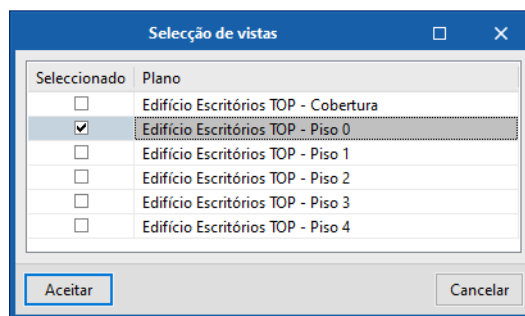 Selecção de vistas
Seleccionado Plano
Edifício Escritórios TOP - Cobertura
Edifício Escritórios TOP - Piso 0
Edifício Escritórios TOP - Piso 1
Edifício Escritórios TOP - Piso 2
Edifício Escritórios TOP - Piso 3
Edifício Escritórios TOP - Piso 4
Aceitar Cancelar